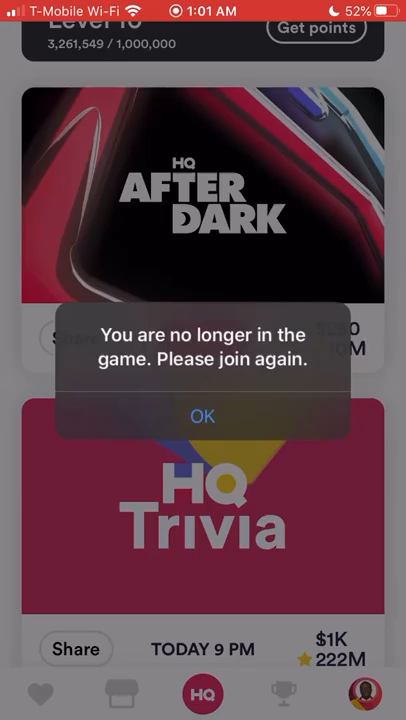 T-Mobile Wi-Fi 1:01 AM 52%
3,261,549 / 1,000,000
Get points
HQ
AFTER
DARK
You are no longer in the
game. Please join again.
OK
HQ
Trivia
Share
TODAY 9 PM
$1K
222M
HQ